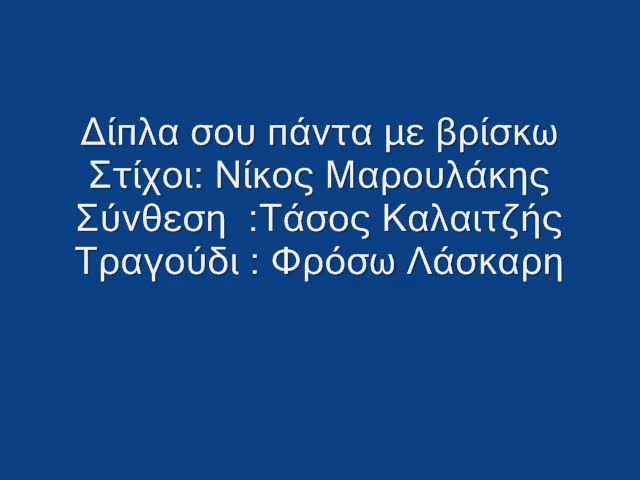 Δίπλα σου πάντα με βρίσκω
Στίχοι: Νίκος Μαρουλάκης
Σύνθεση  :Τάσος Καλαιτζής
Τραγούδι : Φρόσω Λάσκαρη